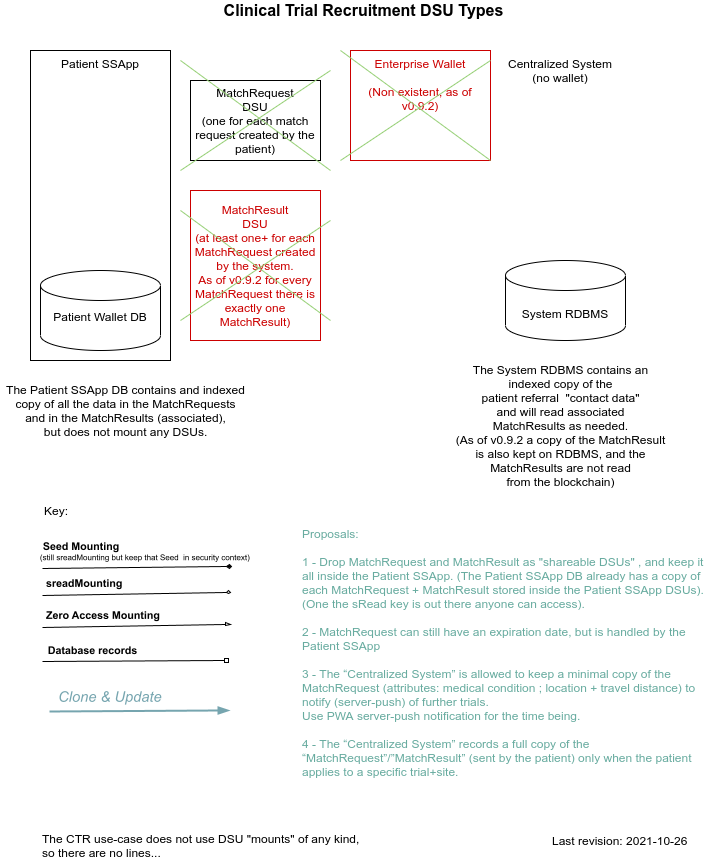 Clinical Trial Recruitment DSU Types
Patient SSApp
MatchRequest
DSU
(one for each match
request created by the
patient)
Enterprise Wallet
(Non existent, as of
v0.9.2)
Centralized System
(no wallet)
MatchResult
DSU
(at least one+ for each
MatchRequest created
by the system.
As of v0.9.2 for every
MatchRequest there is
exactly one
MatchResult)
Patient Wallet DB
System RDBMS
The Patient SSApp DB contains and indexed
copy of all the data in the MatchRequests
and in the MatchResults (associated),
but does not mount any DSUs.
The System RDBMS contains an
indexed copy of the
patient referral "contact data"
and will read associated
MatchResults as needed.
(As of v0.9.2 a copy of the MatchResult
is also kept on RDBMS, and the
MatchResults are not read
from the blockchain)
Key:
Seed Mounting
(still sreadMounting but keep that Seed in security context)
sreadMounting
Zero Access Mounting
Database records
Clone & Update
Proposals:
1 - Drop MatchRequest and MatchResult as "shareable DSUs" , and keep it
all inside the Patient SSApp. (The Patient SSApp DB already has a copy of
each MatchRequest + MatchResult stored inside the Patient SSApp DSUs).
(One the sRead key is out there anyone can access).
2 - MatchRequest can still have an expiration date, but is handled by the
Patient SSApp
3 - The “Centralized System” is allowed to keep a minimal copy of the
MatchRequest (attributes: medical condition ; location + travel distance) to
notify (server-push) of further trials.
Use PWA server-push notification for the time being.
4 - The “Centralized System” records a full copy of the
“MatchRequest”/”MatchResult” (sent by the patient) only when the patient
applies to a specific trial+site.
The CTR use-case does not use DSU "mounts" of any kind,
so there are no lines...
Last revision: 2021-10-26